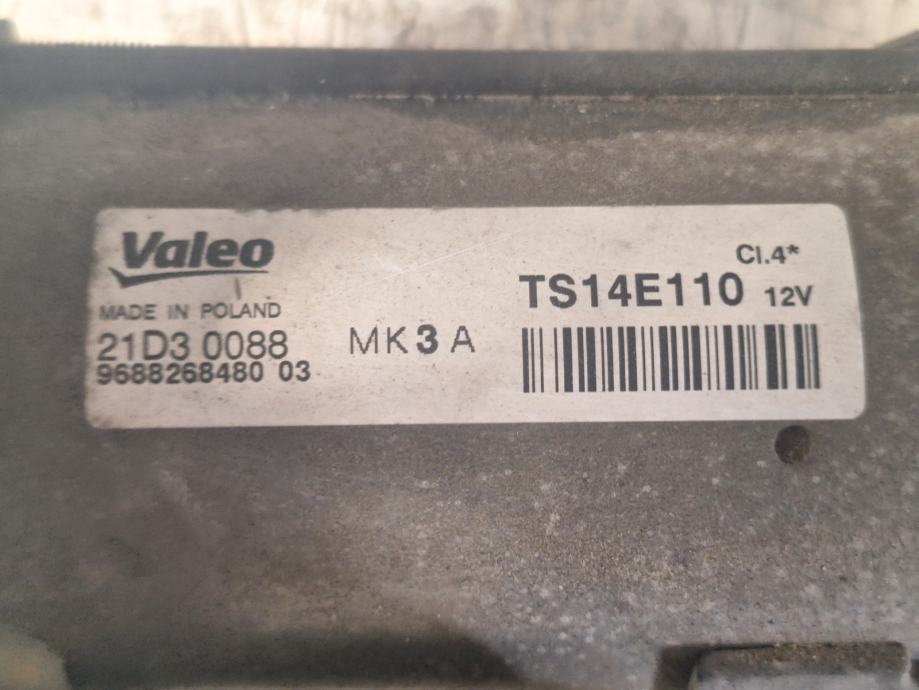 Valeo
MADE IN POLAND
21D3 0088
9688268480 03
MK3A
Cl.4*
TS14E110 12V